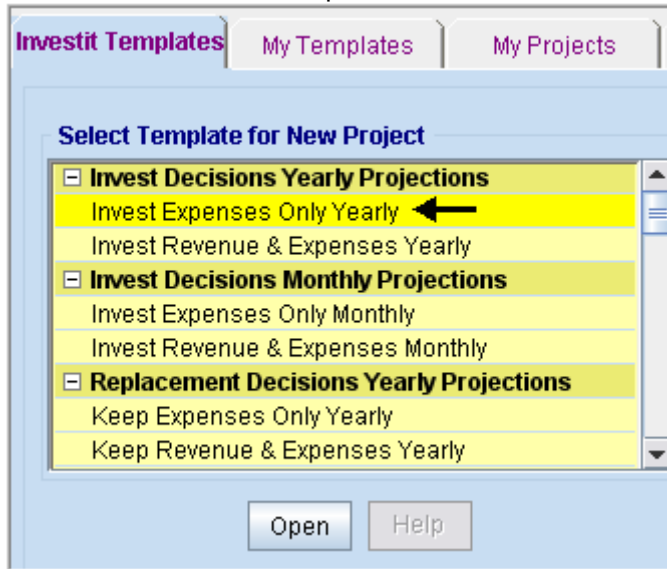 Investit Templates
My Templates
My Projects
Select Template for New Project
Invest Decisions Yearly Projections
Invest Expenses Only Yearly
Invest Revenue & Expenses Yearly
Invest Decisions Monthly Projections
Invest Expenses Only Monthly
Invest Revenue & Expenses Monthly
Replacement Decisions Yearly Projections
Keep Expenses Only Yearly
Keep Revenue & Expenses Yearly
Open
Help